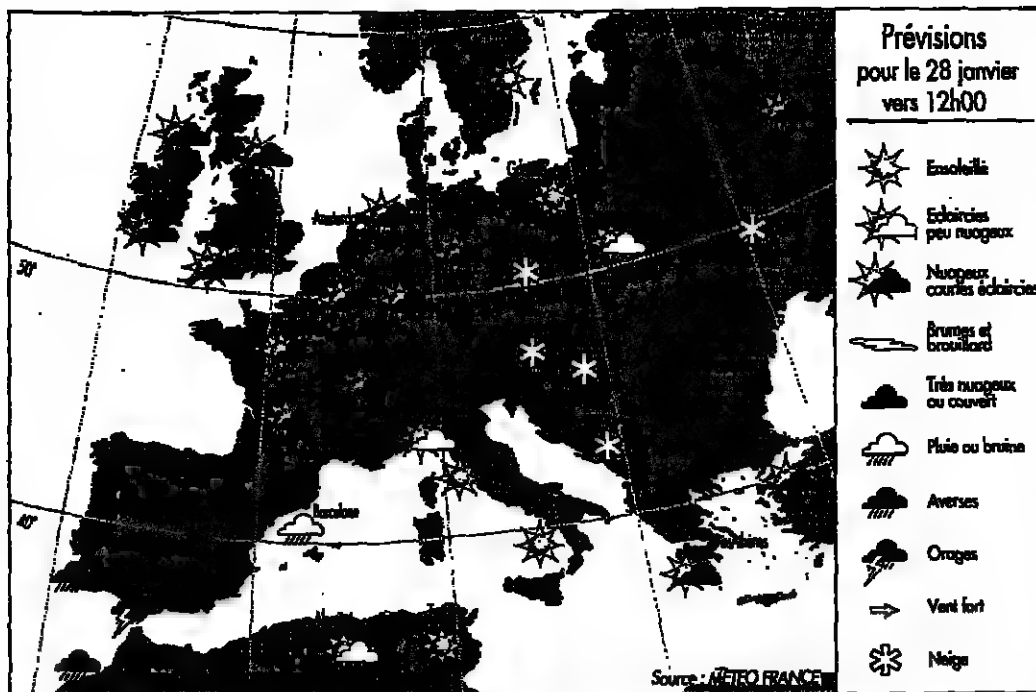 Prévisions
pour le 28 janvier
vers 12h00
Ensoleillé
Eclaircies
peu nuageux
Nuageux
courtes éclaircies
Brumes et
brouillard
Très nuageux
ou couvert
Pluie ou bruine
Averses
Orages
Vent fort
Neige
50°
40°
Source : METEO FRANCE